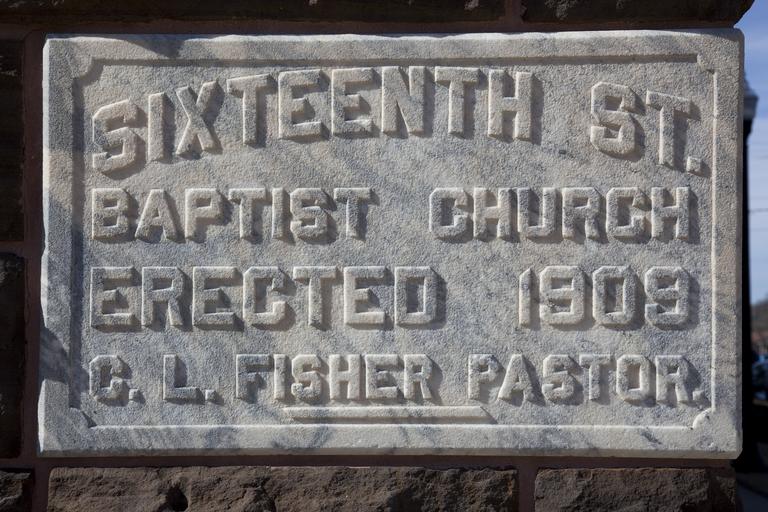 SIXTEENTH ST.
BAPTIST CHURCH
ERECTED 1909
C. L. FISHER PASTOR.